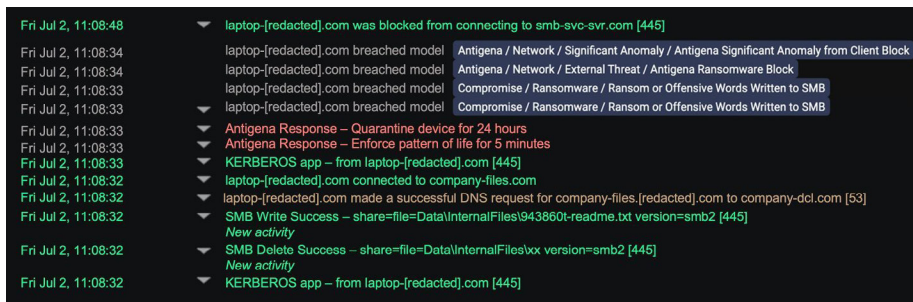 Fri Jul 2, 11:08:48 laptop-[redacted].com was blocked from connecting to smb-svc-svr.com [445]
Fri Jul 2, 11:08:34 laptop-[redacted].com breached model Antigena / Network / Significant Anomaly / Antigena Significant Anomaly from Client Block
Fri Jul 2, 11:08:34 laptop-[redacted].com breached model Antigena / Network / External Threat / Antigena Ransomware Block
Fri Jul 2, 11:08:33 laptop-[redacted].com breached model Compromise / Ransomware / Ransom or Offensive Words Written to SMB
Fri Jul 2, 11:08:33 laptop-[redacted].com breached model Compromise / Ransomware / Ransom or Offensive Words Written to SMB
Fri Jul 2, 11:08:33 Antigena Response – Quarantine device for 24 hours
Fri Jul 2, 11:08:33 Antigena Response – Enforce pattern of life for 5 minutes
Fri Jul 2, 11:08:33 KERBEROS app – from laptop-[redacted].com [445]
Fri Jul 2, 11:08:32 laptop-[redacted].com connected to company-files.com
Fri Jul 2, 11:08:32 laptop-[redacted].com made a successful DNS request for company-files.[redacted].com to company-dcl.com [53]
Fri Jul 2, 11:08:32 SMB Write Success – share=file=Data\InternalFiles\943860t-readme.txt version=smb2 [445]
New activity
Fri Jul 2, 11:08:32 SMB Delete Success – share=file=Data\InternalFiles\xx version=smb2 [445]
New activity
Fri Jul 2, 11:08:32 KERBEROS app – from laptop-[redacted].com [445]